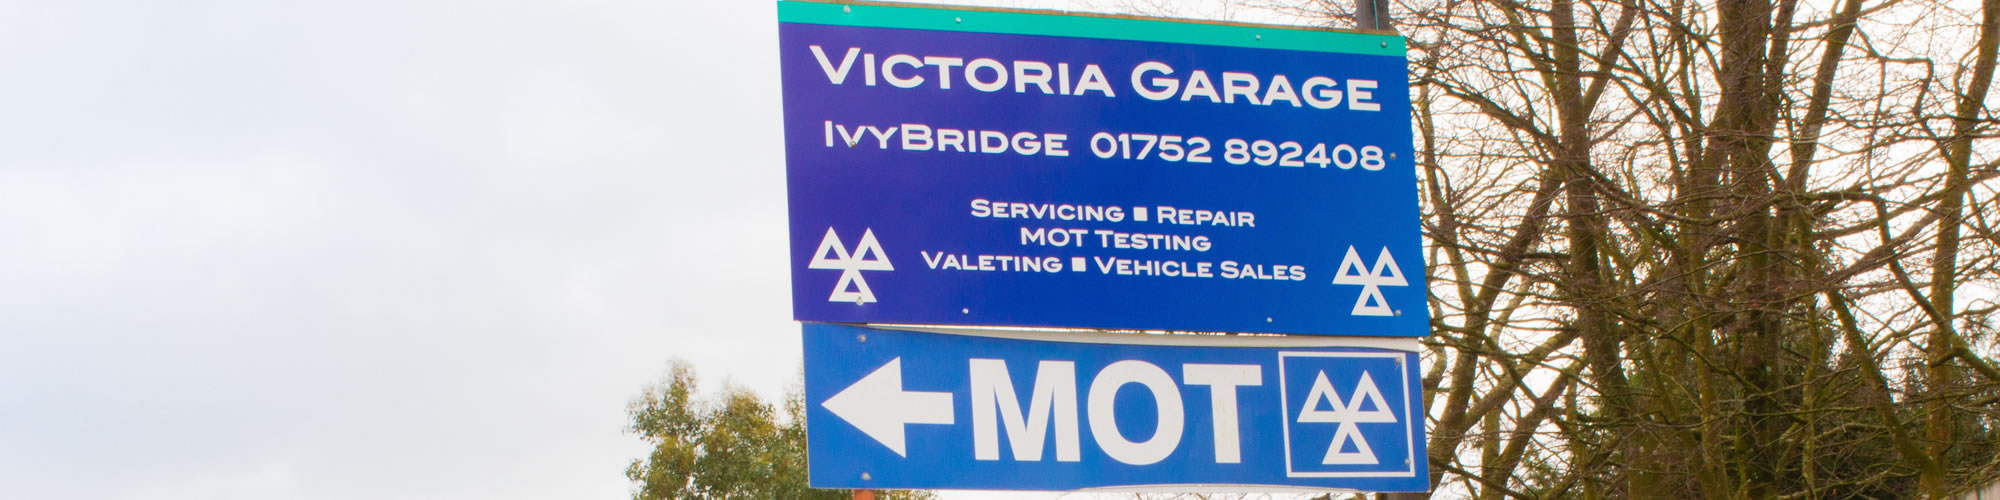 Victoria Garage
IvyBridge 01752 892408
Servicing ■ Repair
MOT Testing
Valeting ■ Vehicle Sales
MOT